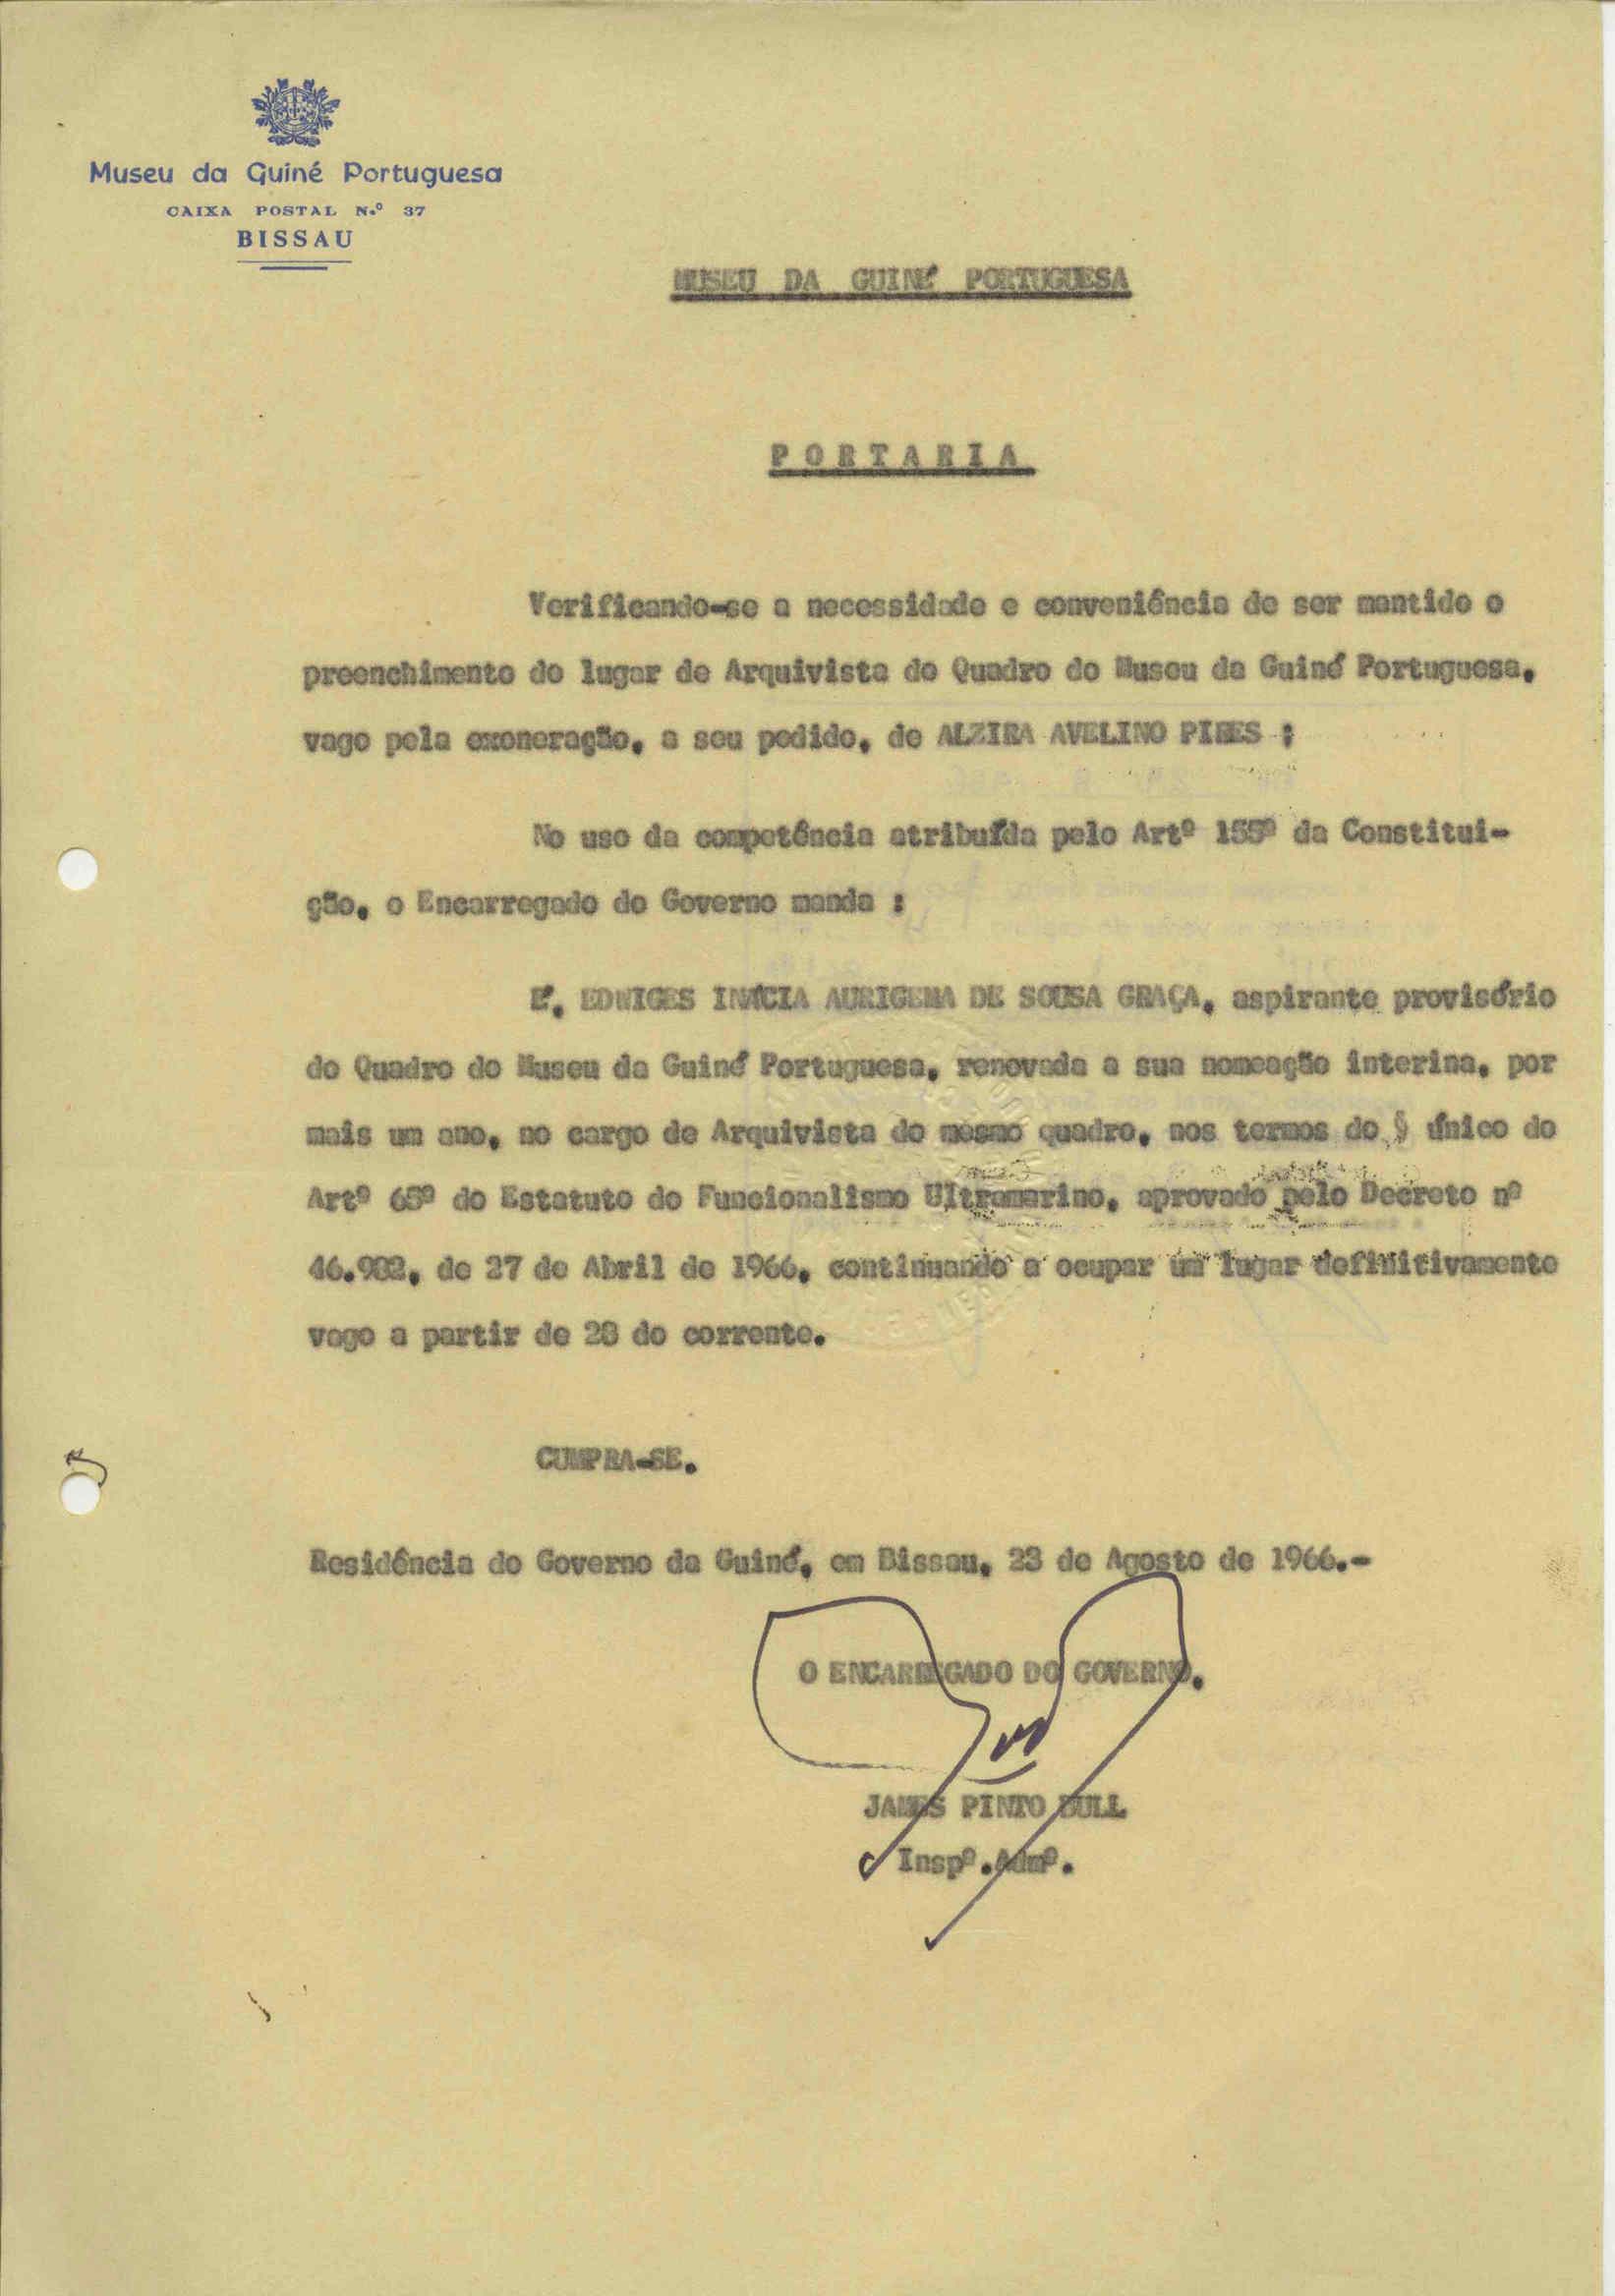 Museu da Guiné Portuguesa
CAIXA POSTAL N.º 37
BISSAU
MUSEU DA GUINÉ PORTUGUESA
PORTARIA
Verificando-se a necessidade e conveniência de ser mantido o
preenchimento do lugar de Arquivista do Quadro do Museu da Guiné Portuguesa,
vago pela exoneração, a seu pedido, de ALZIRA AVELINO PIRES ;
No uso da competência atribuída pelo Artº 155º da Constitui-
ção, o Encarregado do Governo manda :
É, EDWIGES INÁCIA AURIGEMA DE SOUSA GRAÇA, aspirante provisório
do Quadro do Museu da Guiné Portuguesa, renovada a sua nomeação interina, por
mais um ano, no cargo de Arquivista do mesmo quadro, nos termos do § único do
Artº 65º do Estatuto do Funcionalismo Ultramarino, aprovado pelo Decreto nº
46.982, de 27 de Abril de 1966, continuando a ocupar um lugar definitivamente
vago a partir de 28 do corrente.
CUMPRA-SE.
Residência do Governo da Guiné, em Bissau, 23 de Agosto de 1966.-
O ENCARREGADO DO GOVERNO,
JAMES PINTO BULL
Inspº.Admº.